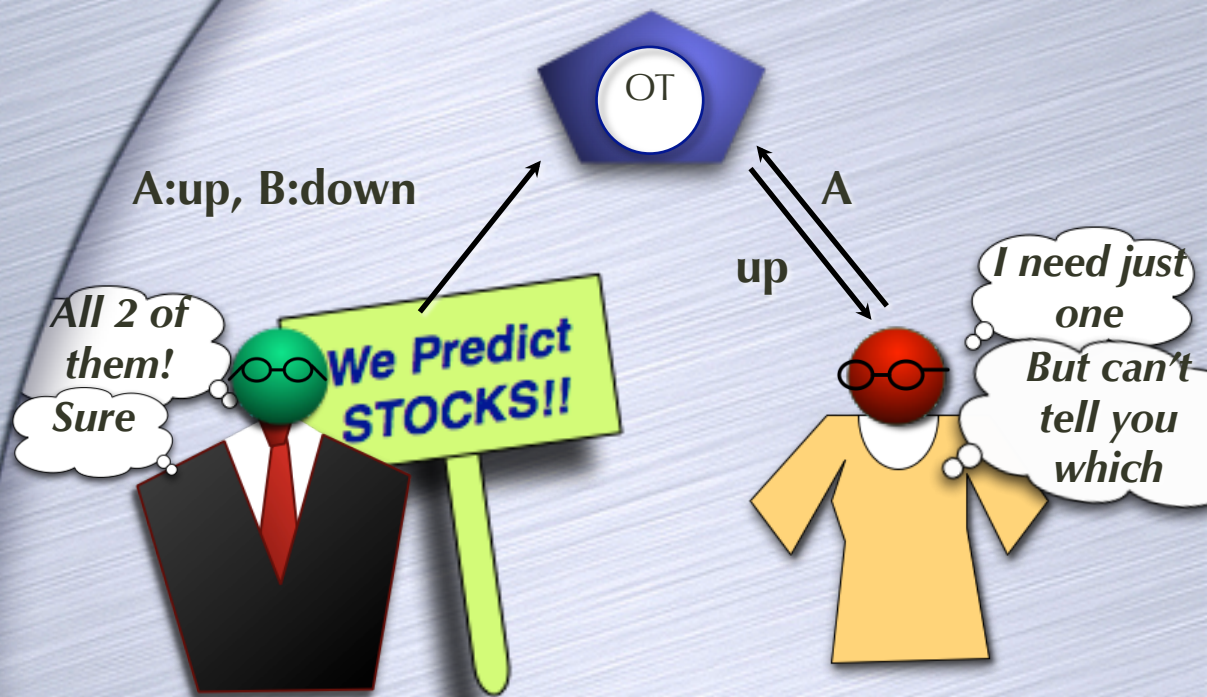 OT
A:up, B:down
A
up
All 2 of
them!
Sure
We Predict
STOCKS!!
I need just
one
But can't
tell you
which